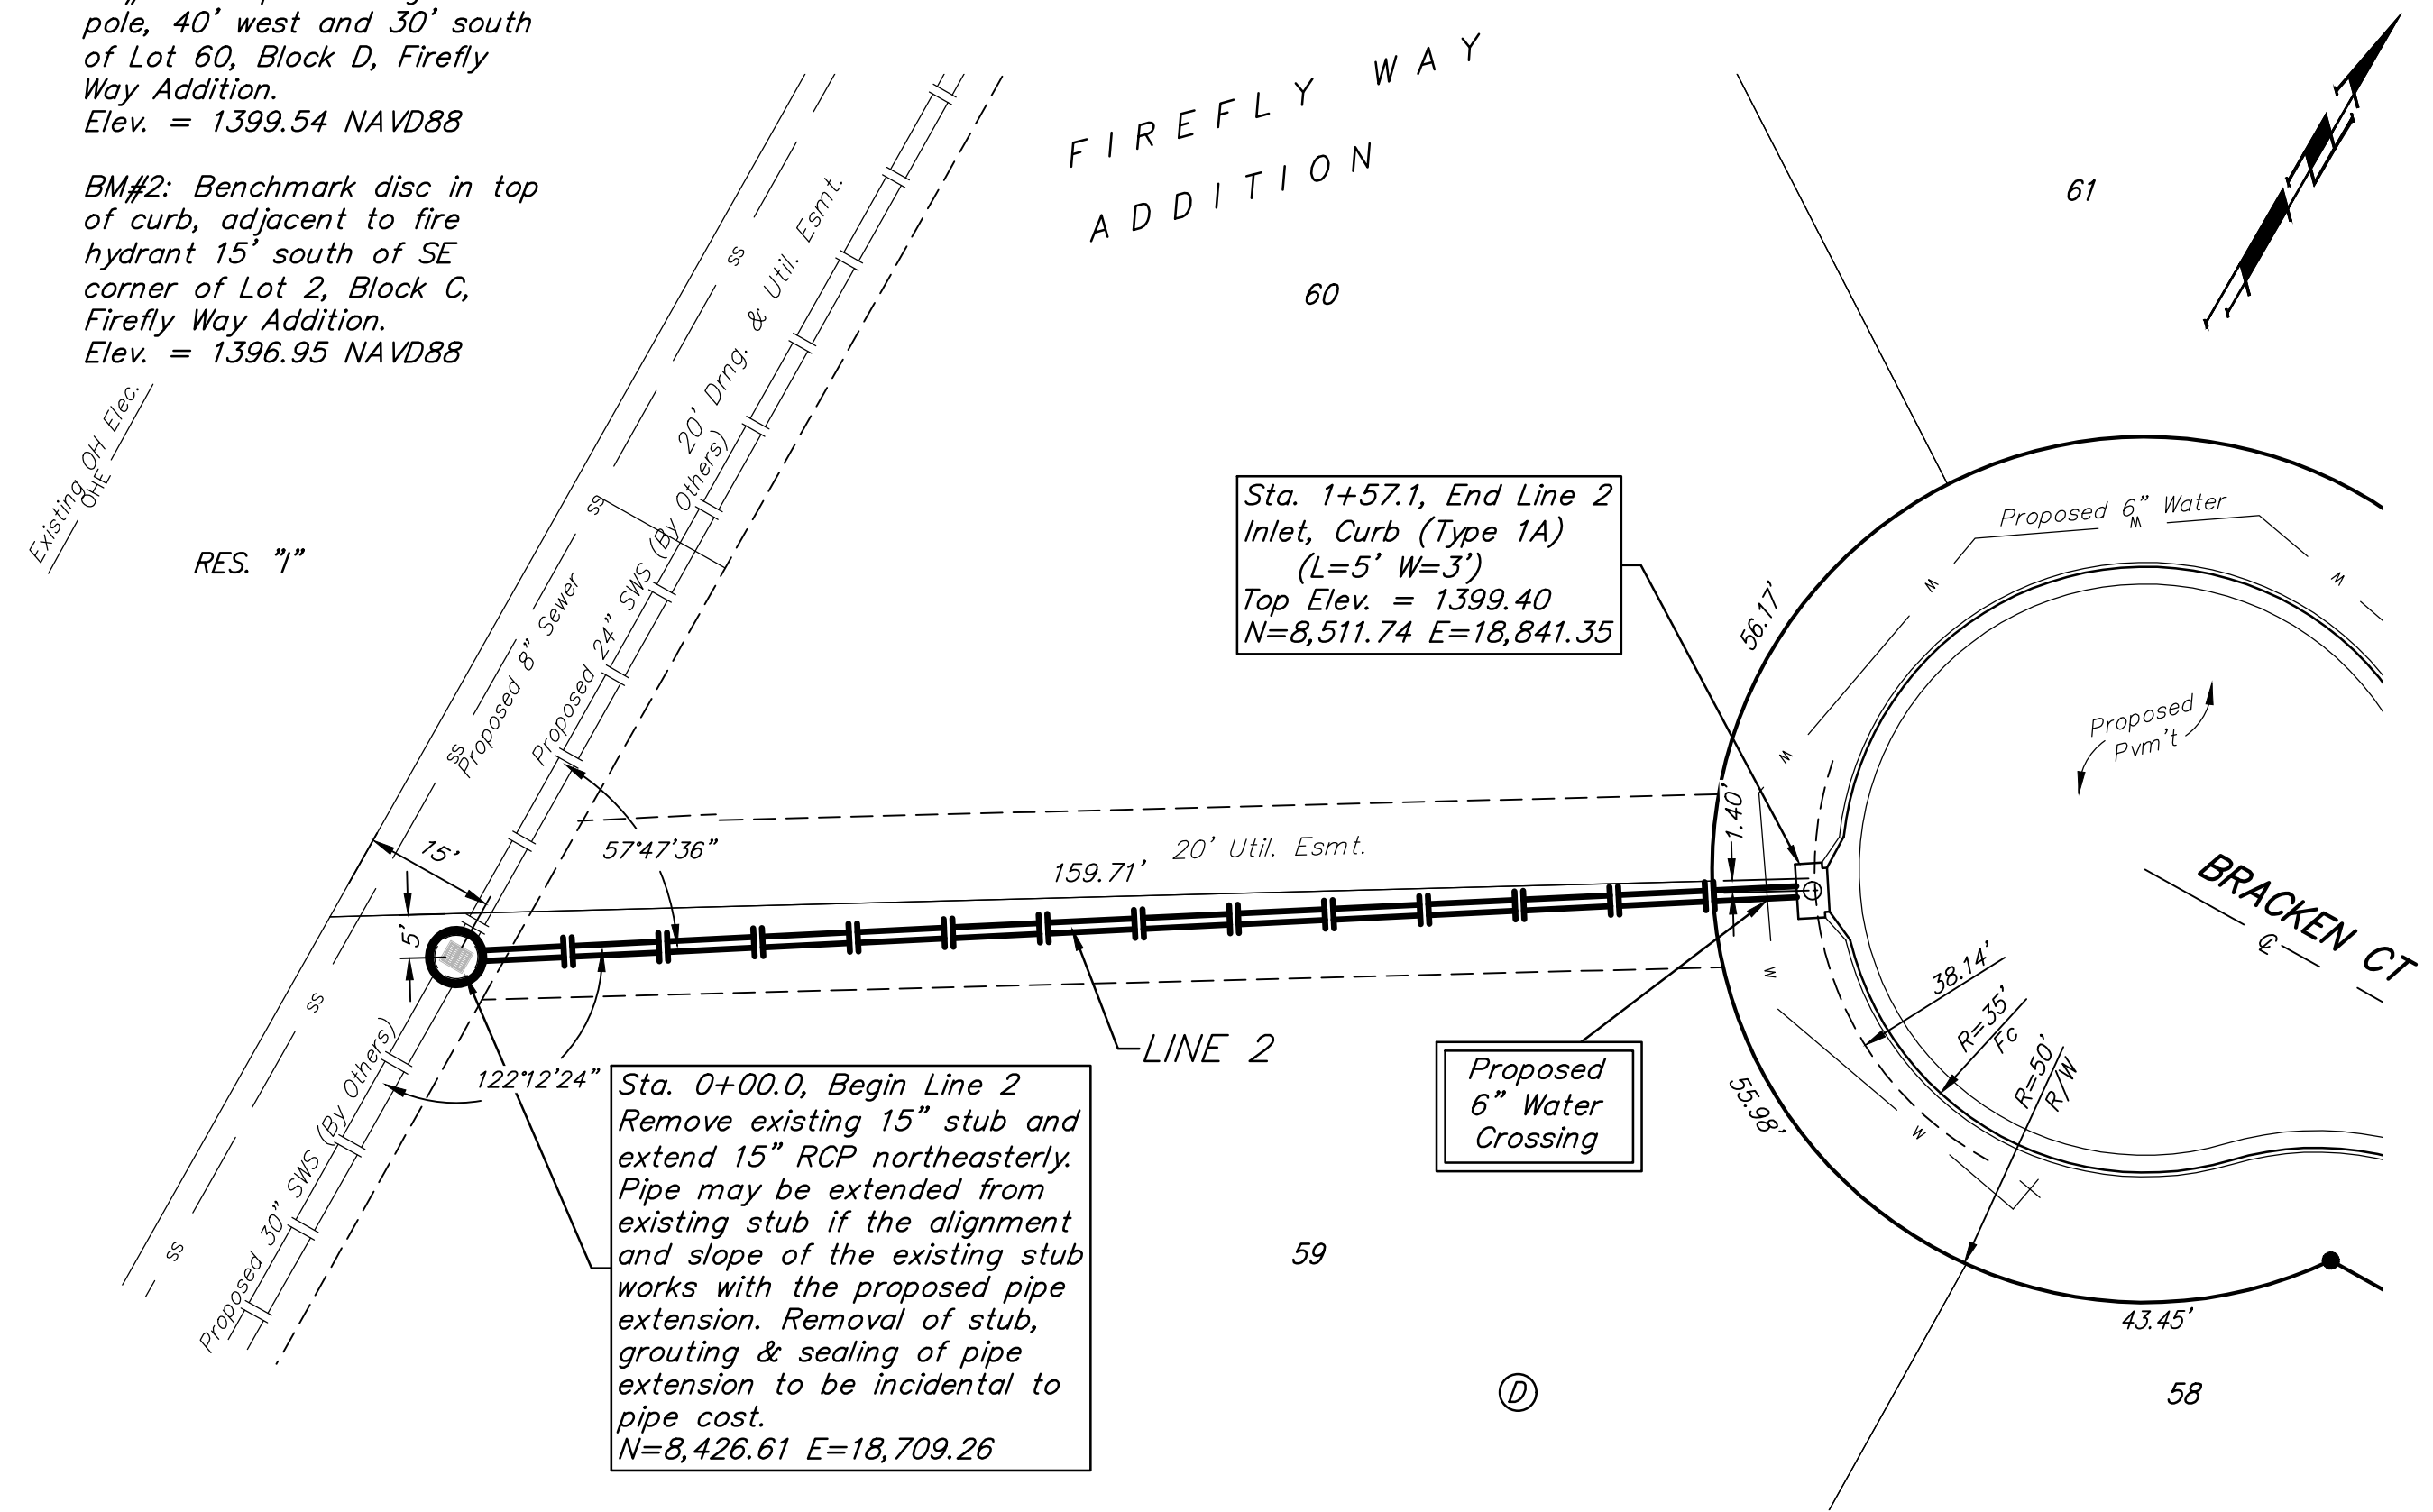 pole, 40' west and 30' south
of Lot 60, Block D, Firefly
Way Addition.
Elev. = 1399.54 NAVD88
BM#2: Benchmark disc in top
of curb, adjacent to fire
hydrant 15' south of SE
corner of Lot 2, Block C,
Firefly Way Addition.
Elev. = 1396.95 NAVD88
Existing OH Elec.
OHE
RES. "I"
FIREFLY WAY
ADDITION
60
61
20' Drng. & Util. Esmt.
SS
SS
SS
SS
SS
Proposed 8" Sewer
Proposed 24" SWS (By Others)
Proposed 30" SWS (By Others)
Sta. 1+57.1, End Line 2
Inlet, Curb (Type 1A)
(L=5' W=3')
Top Elev. = 1399.40
N=8,511.74 E=18,841.35
Proposed 6" Water
W
W
W
W
W
W
56.17'
Proposed
Pvm't
1.40'
15'
5'
57°47'36"
159.71'
20' Util. Esmt.
122°12'24"
LINE 2
BRACKEN CT
℄
38.14'
R=35'
FC
R=50'
R/W
55.98'
43.45'
Proposed
6" Water
Crossing
Sta. 0+00.0, Begin Line 2
Remove existing 15" stub and
extend 15" RCP northeasterly.
Pipe may be extended from
existing stub if the alignment
and slope of the existing stub
works with the proposed pipe
extension. Removal of stub,
grouting & sealing of pipe
extension to be incidental to
pipe cost.
N=8,426.61 E=18,709.26
59
D
58